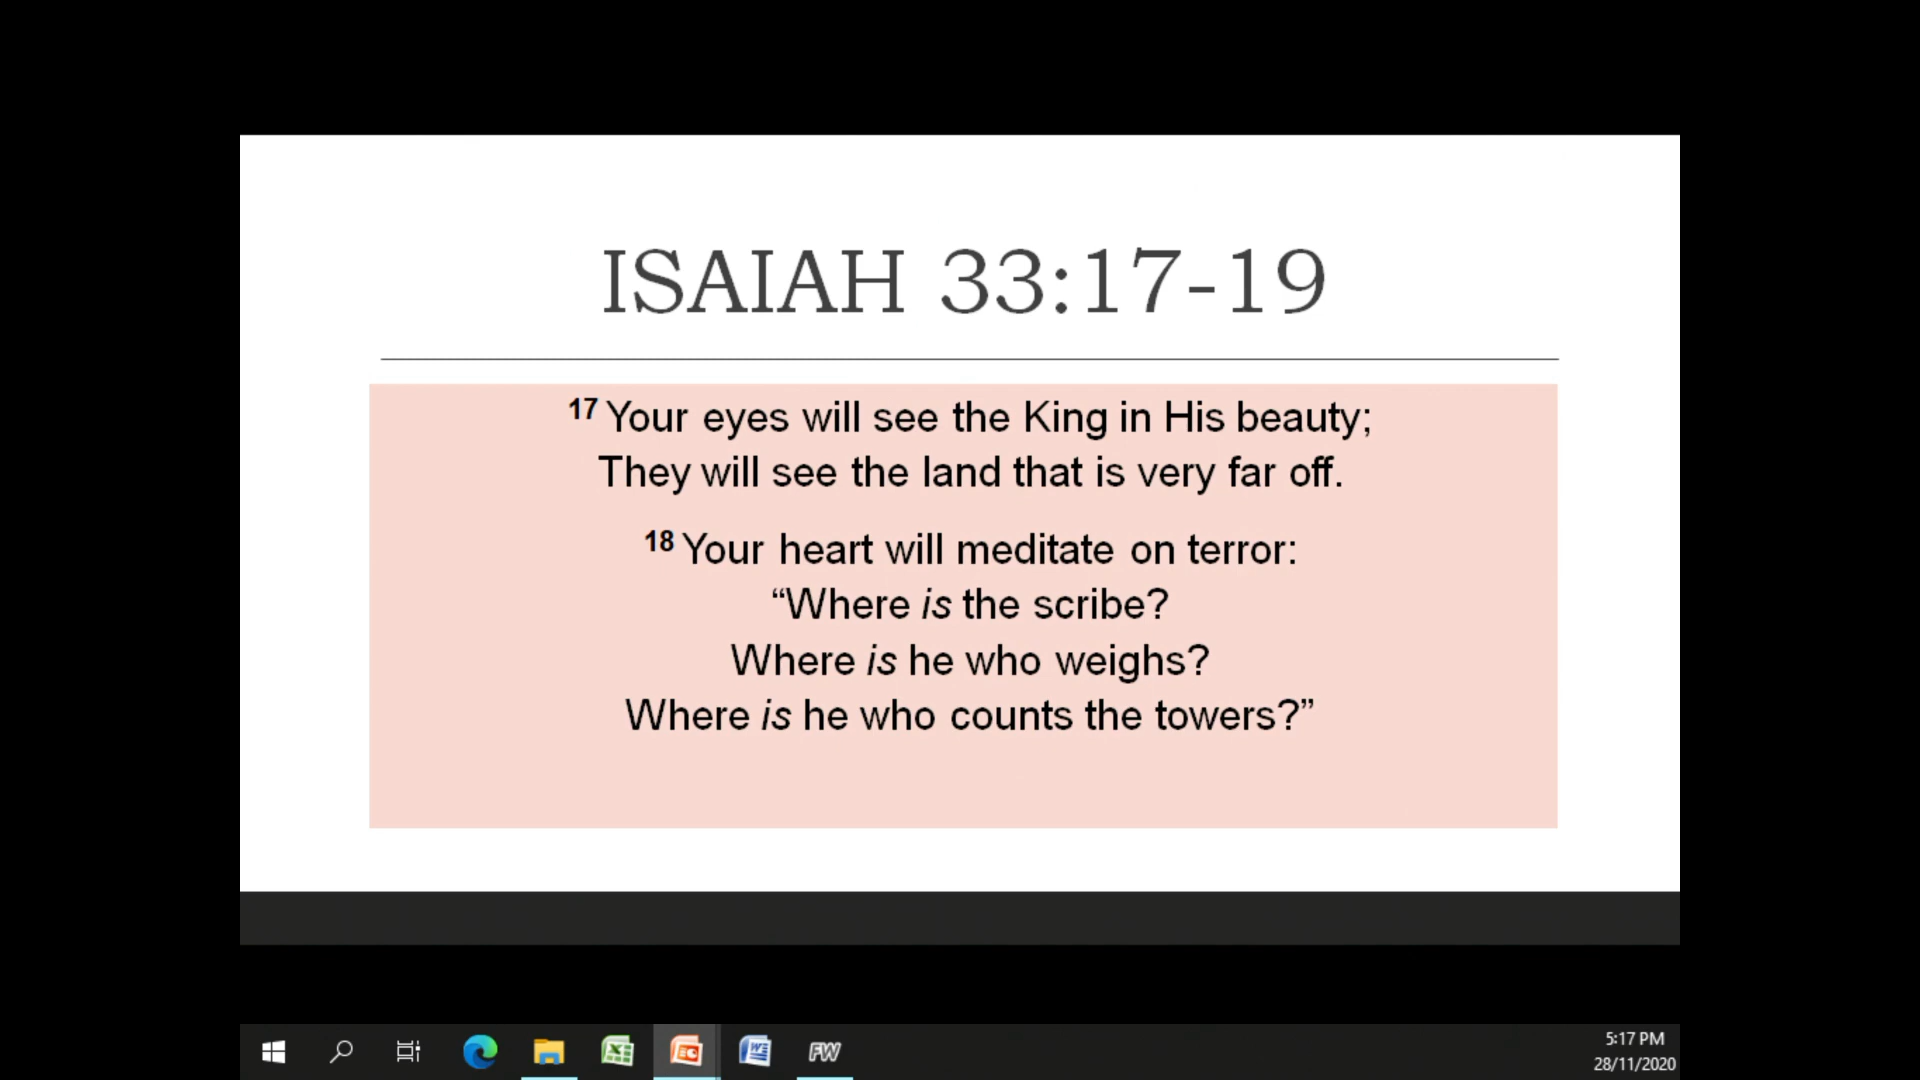 ISAIAH 33:17-19
17 Your eyes will see the King in His beauty;
They will see the land that is very far off.
18 Your heart will meditate on terror:
“Where is the scribe?
Where is he who weighs?
Where is he who counts the towers?”
FW
5:17 PM
28/11/2020